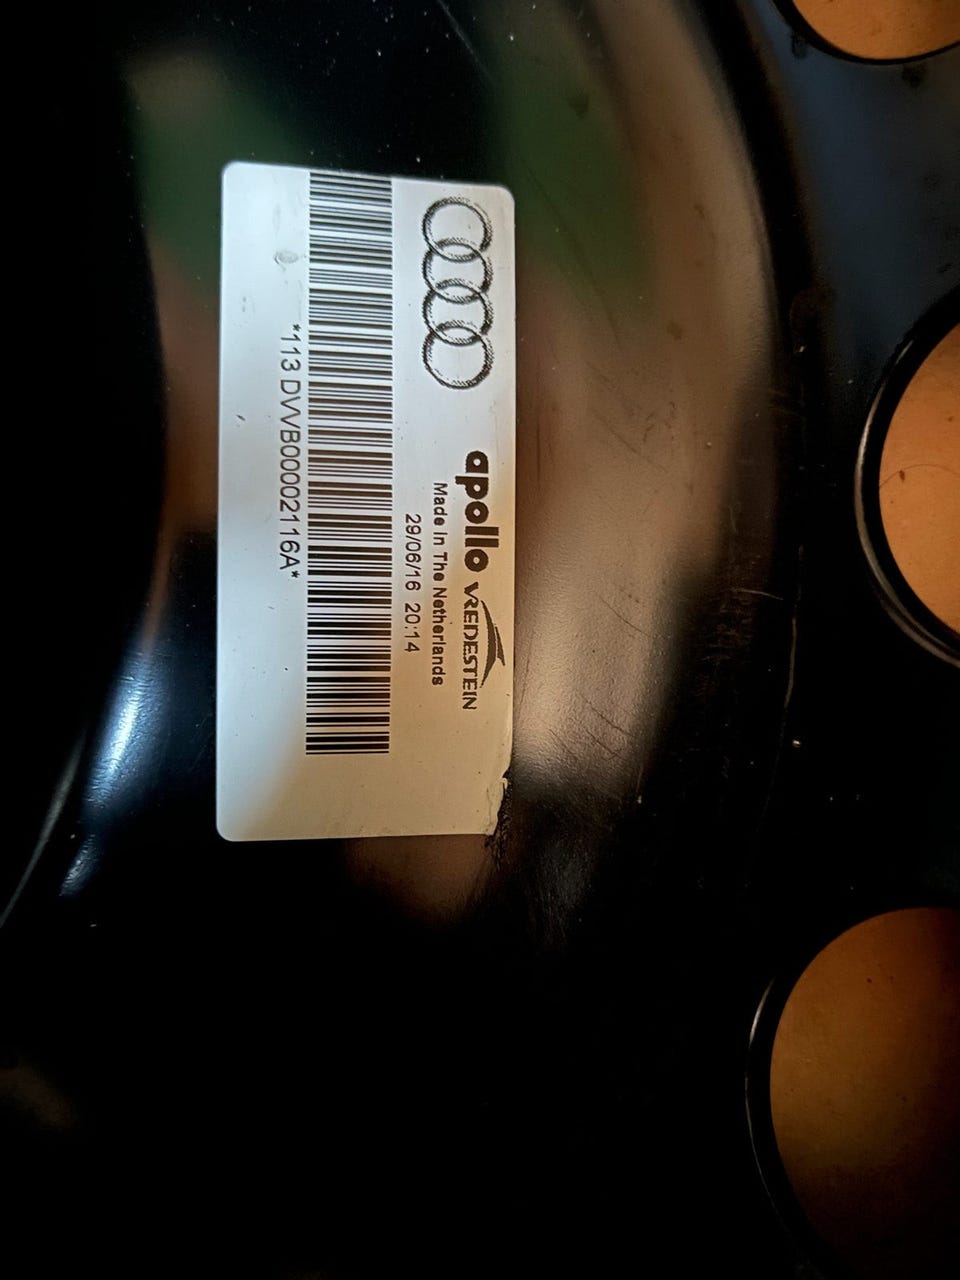 apollo VREDESTEIN
Made in The Netherlands
29/06/16 20:14
*113 DVVB00002116A*